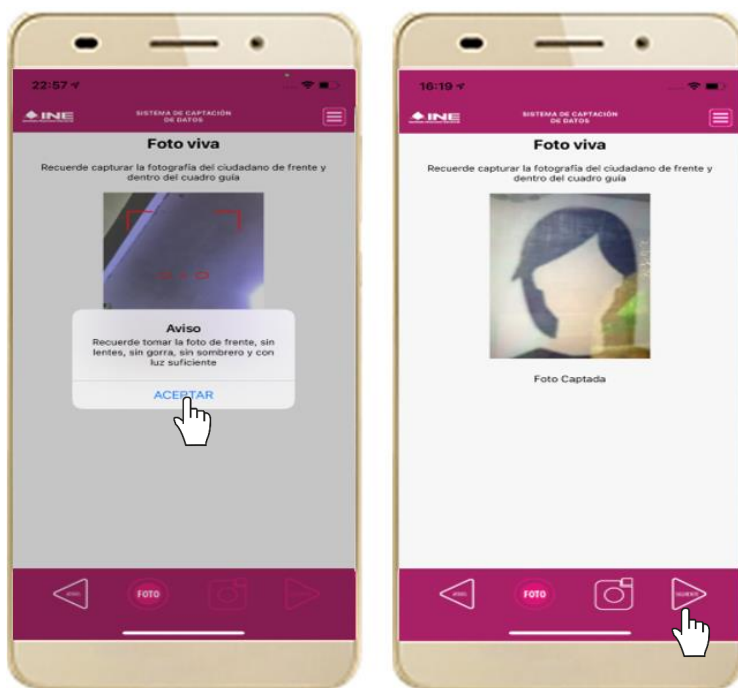 22:57
INE
SISTEMA DE CAPTACIÓN
DE DATOS
Foto viva
Recuerde capturar la fotografía del ciudadano de frente y
dentro del cuadro guía
Aviso
Recuerde tomar la foto de frente, sin
lentes, sin gorra, sin sombrero y con
luz suficiente
ACEPTAR
FOTO
16:19
INE
SISTEMA DE CAPTACIÓN
DE DATOS
Foto viva
Recuerde capturar la fotografía del ciudadano de frente y
dentro del cuadro guía
Foto Captada
FOTO
SIGUIENTE